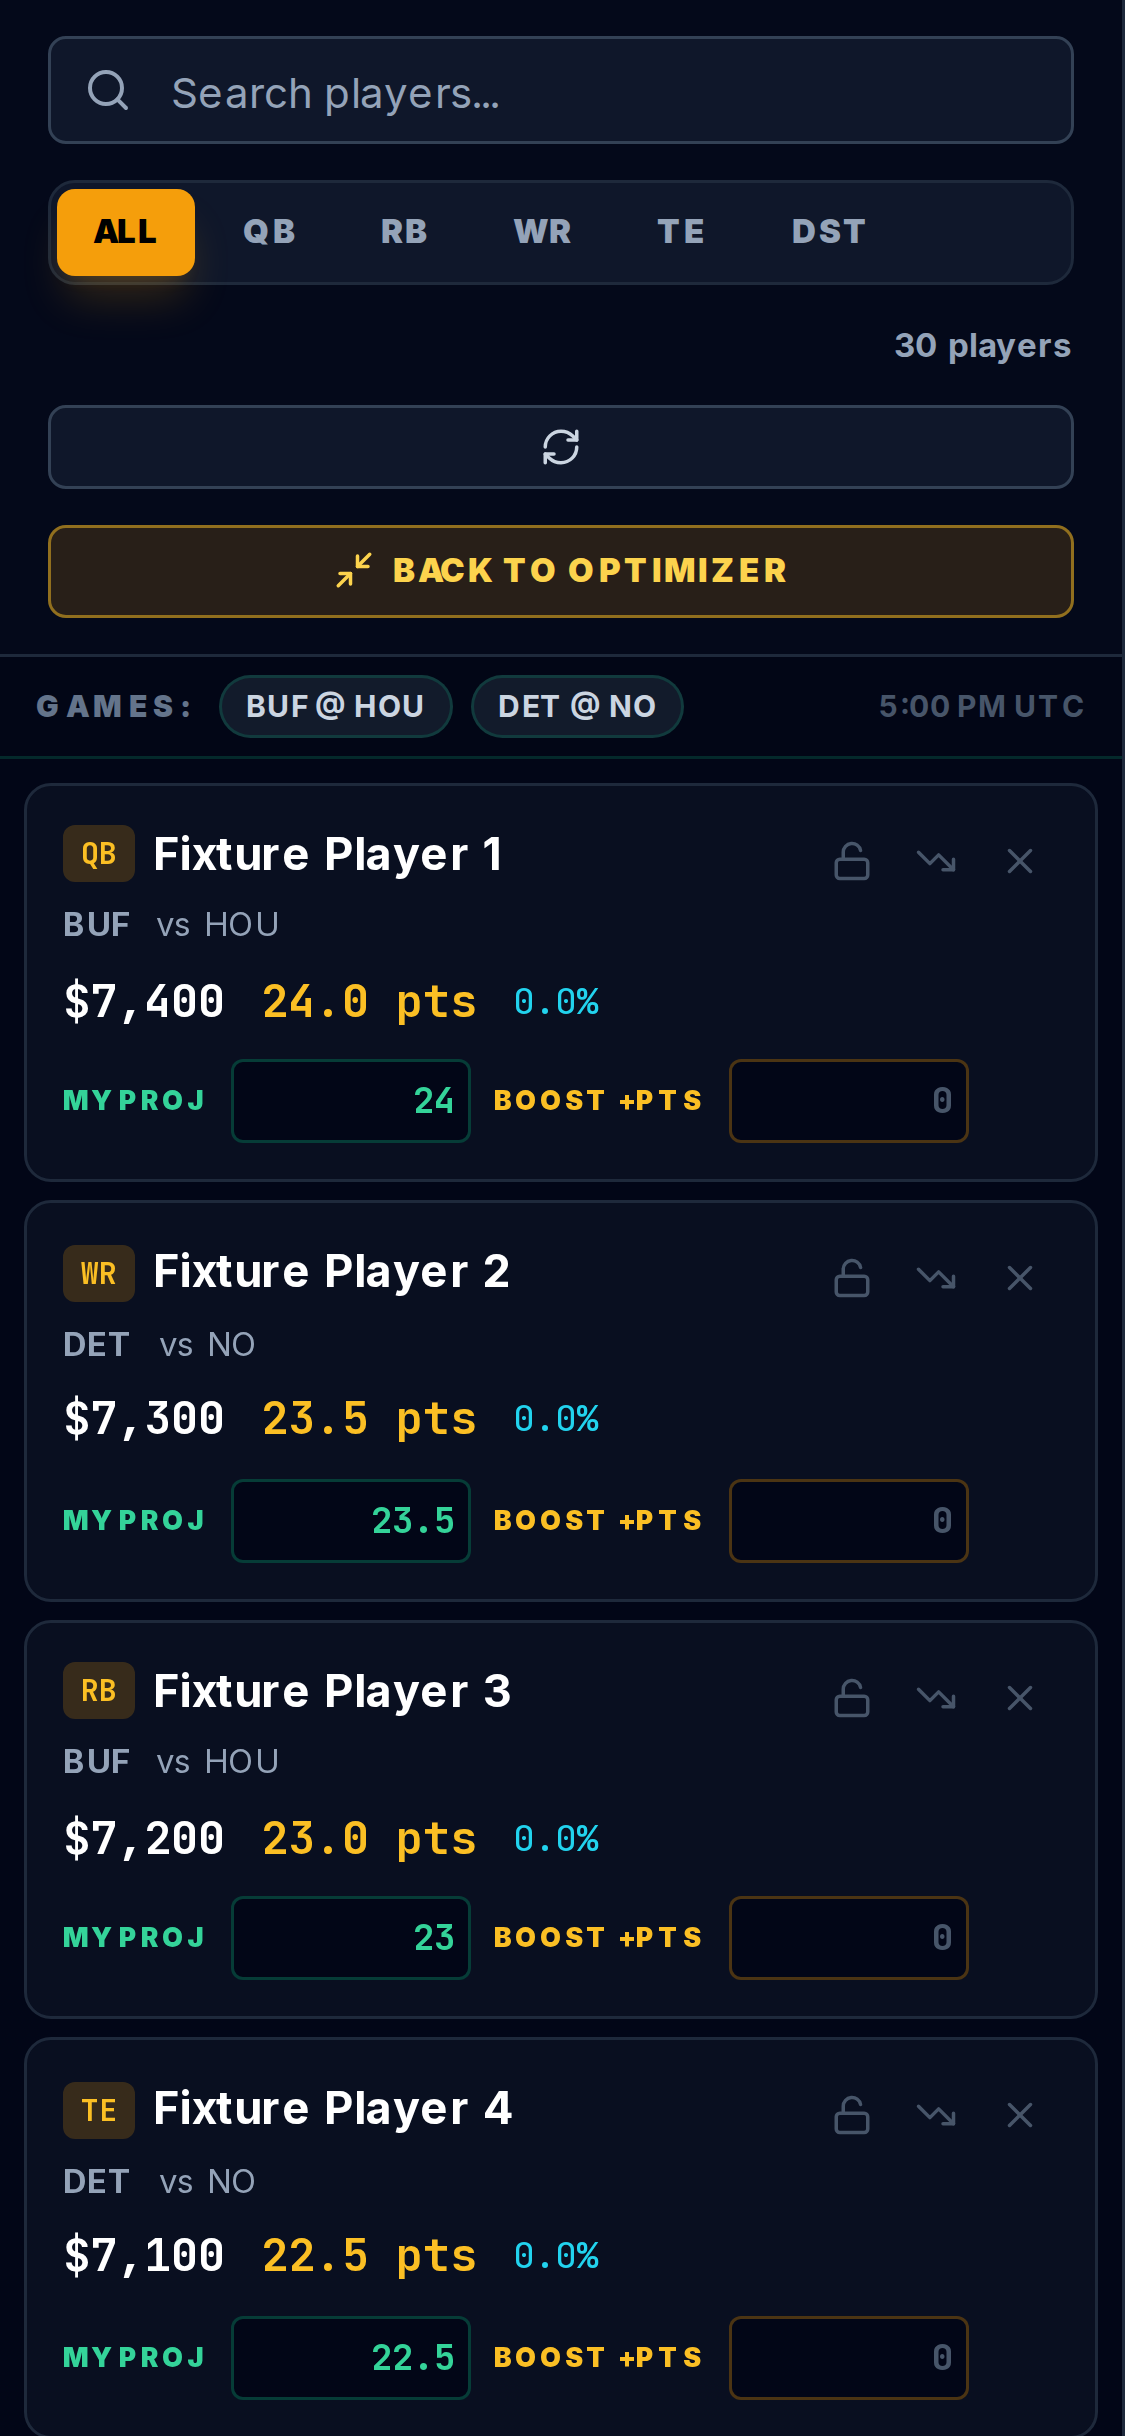 Search players...
ALL QB RB WR TE DST
30 players
BACK TO OPTIMIZER
GAMES: BUF @ HOU DET @ NO 5:00 PM UTC
QB Fixture Player 1
BUF vs HOU
$7,400 24.0 pts 0.0%
MY PROJ 24 BOOST +PTS 0
WR Fixture Player 2
DET vs NO
$7,300 23.5 pts 0.0%
MY PROJ 23.5 BOOST +PTS 0
RB Fixture Player 3
BUF vs HOU
$7,200 23.0 pts 0.0%
MY PROJ 23 BOOST +PTS 0
TE Fixture Player 4
DET vs NO
$7,100 22.5 pts 0.0%
MY PROJ 22.5 BOOST +PTS 0